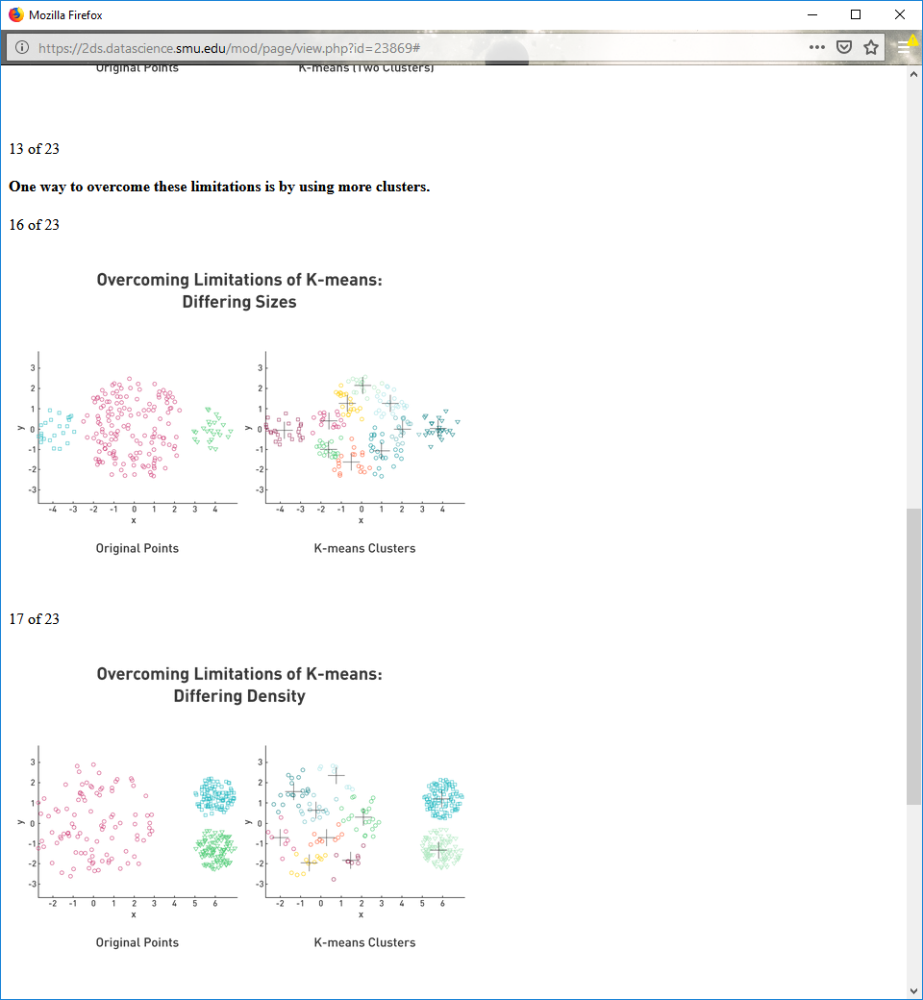 Mozilla Firefox
https://2ds.datascience.smu.edu/mod/page/view.php?id=23869#
Original Points K-means (Two Clusters)
13 of 23
One way to overcome these limitations is by using more clusters.
16 of 23
Overcoming Limitations of K-means:
Differing Sizes
3 2 1 0 -1 -2 -3
y
-4 -3 -2 -1 0 1 2 3 4
x
Original Points
3 2 1 0 -1 -2 -3
y
-4 -3 -2 -1 0 1 2 3 4
x
K-means Clusters
17 of 23
Overcoming Limitations of K-means:
Differing Density
3 2 1 0 -1 -2 -3
y
-2 -1 0 1 2 3 4 5 6
x
Original Points
3 2 1 0 -1 -2 -3
y
-2 -1 0 1 2 3 4 5 6
x
K-means Clusters